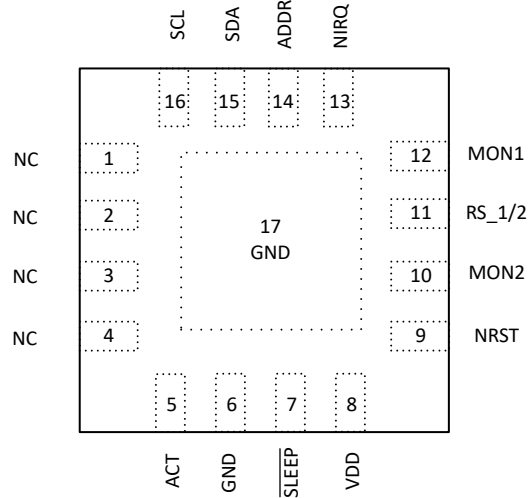 SCL SDA ADDR NIRQ
16 15 14 13
NC 1 12 MON1
NC 2 11 RS_1/2
17
GND
NC 3 10 MON2
NC 4 9 NRST
5 6 7 8
ACT GND SLEEP VDD